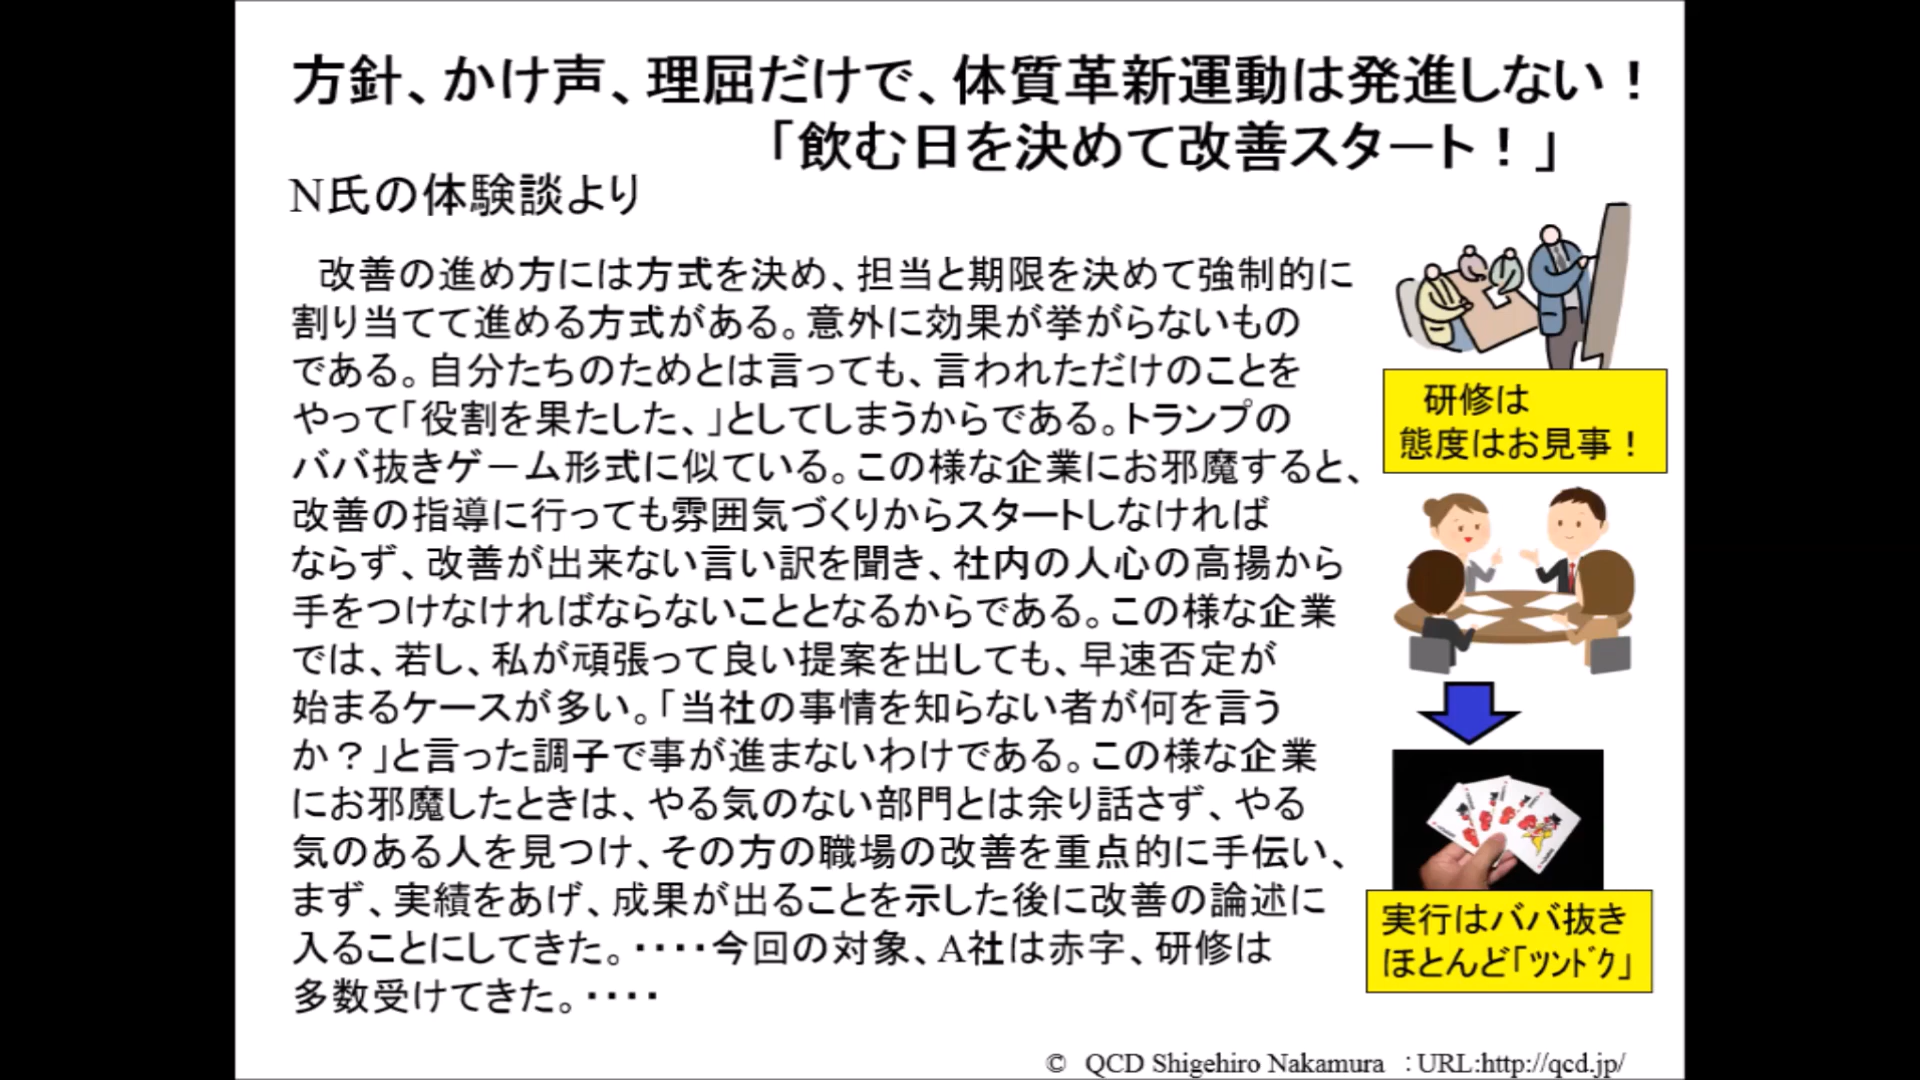 方針、かけ声、理屈だけで、体質革新運動は発進しない！
「飲む日を決めて改善スタート！」
N氏の体験談より
改善の進め方には方式を決め、担当と期限を決めて強制的に
割り当てて進める方式がある。意外に効果が挙がらないもの
である。自分たちのためとは言っても、言われただけのことを
やって「役割を果たした、」としてしまうからである。トランプの
ババ抜きゲーム形式に似ている。この様な企業にお邪魔すると、
改善の指導に行っても雰囲気づくりからスタートしなければ
ならず、改善が出来ない言い訳を聞き、社内の人心の高揚から
手をつけなければならないこととなるからである。この様な企業
では、若し、私が頑張って良い提案を出しても、早速否定が
始まるケースが多い。「当社の事情を知らない者が何を言う
か？」と言った調子で事が進まないわけである。この様な企業
にお邪魔したときは、やる気のない部門とは余り話さず、やる
気のある人を見つけ、その方の職場の改善を重点的に手伝い、
まず、実績をあげ、成果が出ることを示した後に改善の論述に
入ることにしてきた。・・・・今回の対象、A社は赤字、研修は
多数受けてきた。・・・・
研修は
態度はお見事！
実行はババ抜き
ほとんど「ﾂﾝﾄﾞｸ」
© QCD Shigehiro Nakamura ：URL:http://qcd.jp/